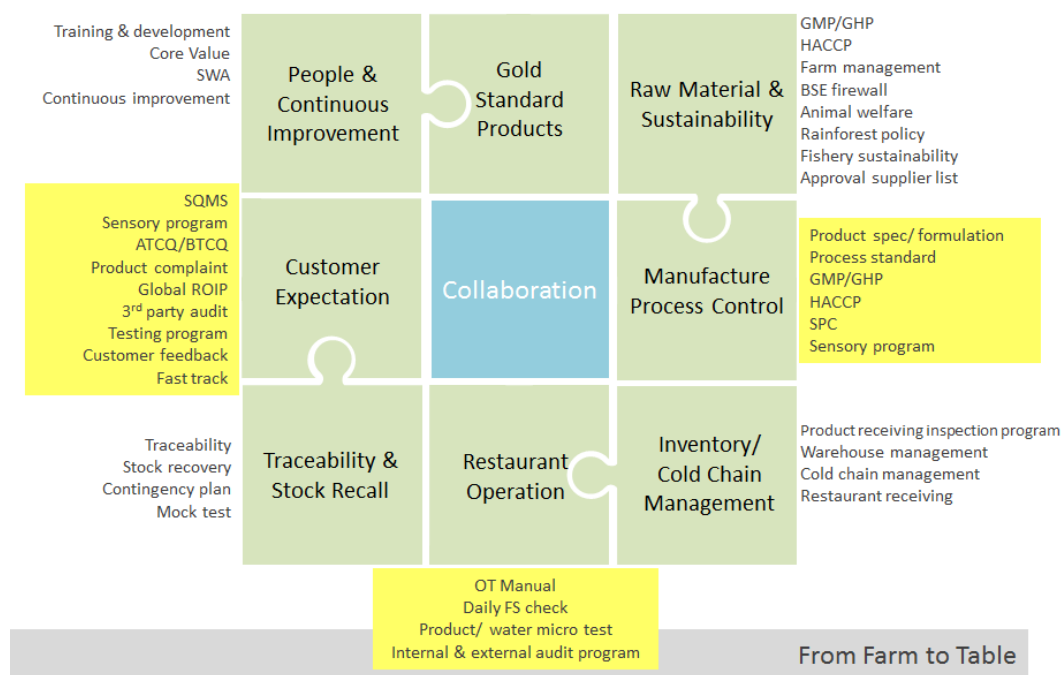 Training & development
Core Value
SWA
Continuous improvement
People &
Continuous
Improvement
Gold
Standard
Products
Raw Material &
Sustainability
GMP/GHP
HACCP
Farm management
BSE firewall
Animal welfare
Rainforest policy
Fishery sustainability
Approval supplier list
SQMS
Sensory program
ATCQ/BTCQ
Product complaint
Global ROIP
3rd party audit
Testing program
Customer feedback
Fast track
Customer
Expectation
Collaboration
Manufacture
Process Control
Product spec/ formulation
Process standard
GMP/GHP
HACCP
SPC
Sensory program
Traceability
Stock recovery
Contingency plan
Mock test
Traceability &
Stock Recall
Restaurant
Operation
Inventory/
Cold Chain
Management
Product receiving inspection program
Warehouse management
Cold chain management
Restaurant receiving
OT Manual
Daily FS check
Product/ water micro test
Internal & external audit program
From Farm to Table